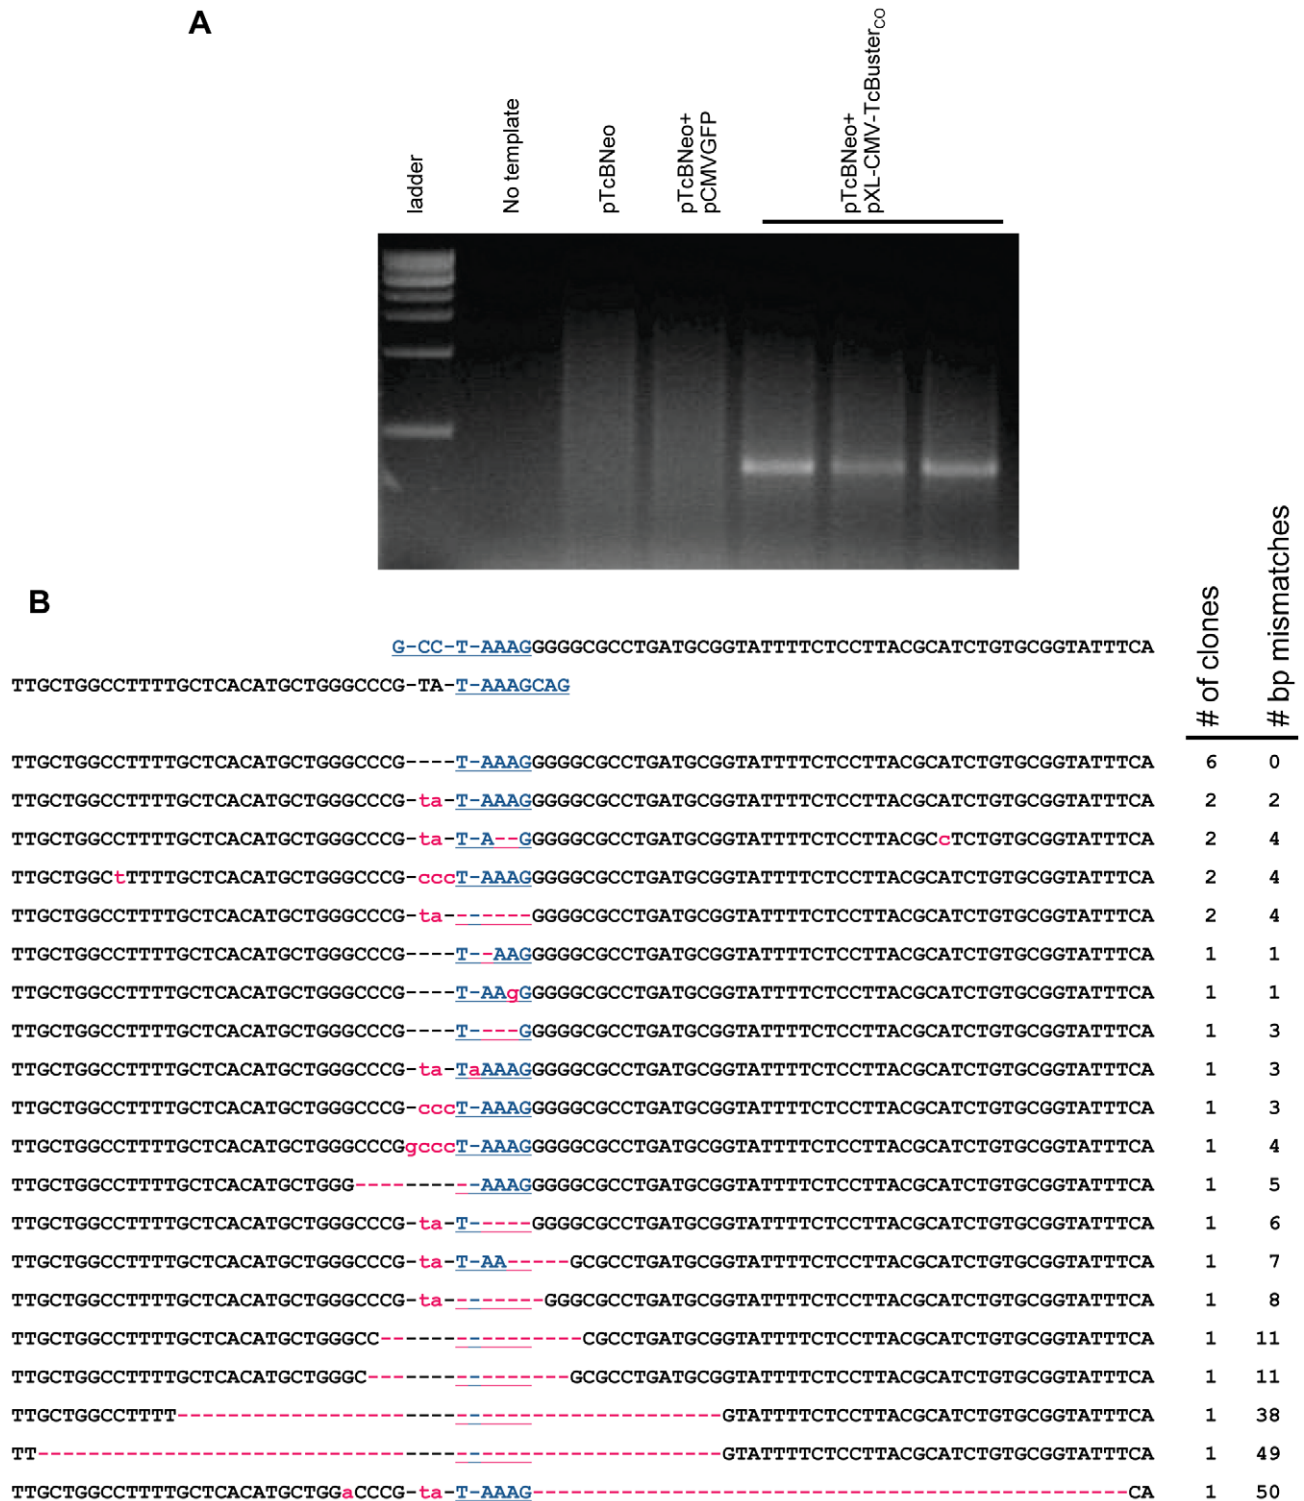 A
ladder
No template
pTcBNeo
pTcBNeo+
pCMVGFP
pTcBNeo+
pXL-CMV-TcBusterCO
B
# of clones
# bp mismatches
G-CC-T-AAAGGGGGCGCCTGATGCGGTATTTTCTCCTTACGCATCTGTGCGGTATTTCA
TTGCTGGCCTTTTGCTCACATGCTGGGCCCG-TA-T-AAAGCAG
TTGCTGGCCTTTTGCTCACATGCTGGGCCCG----T-AAAGGGGGCGCCTGATGCGGTATTTTCTCCTTACGCATCTGTGCGGTATTTCA 6 0
TTGCTGGCCTTTTGCTCACATGCTGGGCCCG-ta-T-AAAGGGGGCGCCTGATGCGGTATTTTCTCCTTACGCATCTGTGCGGTATTTCA 2 2
TTGCTGGCCTTTTGCTCACATGCTGGGCCCG-ta-T-A--GGGGGCGCCTGATGCGGTATTTTCTCCTTACGCcTCTGTGCGGTATTTCA 2 4
TTGCTGGCtTTTTGCTCACATGCTGGGCCCG-cccT-AAAGGGGGCGCCTGATGCGGTATTTTCTCCTTACGCATCTGTGCGGTATTTCA 2 4
TTGCTGGCCTTTTGCTCACATGCTGGGCCCG-ta-------GGGGCGCCTGATGCGGTATTTTCTCCTTACGCATCTGTGCGGTATTTCA 2 4
TTGCTGGCCTTTTGCTCACATGCTGGGCCCG----T--AAGGGGGCGCCTGATGCGGTATTTTCTCCTTACGCATCTGTGCGGTATTTCA 1 1
TTGCTGGCCTTTTGCTCACATGCTGGGCCCG----T-AAgGGGGGCGCCTGATGCGGTATTTTCTCCTTACGCATCTGTGCGGTATTTCA 1 1
TTGCTGGCCTTTTGCTCACATGCTGGGCCCG----T----GGGGGCGCCTGATGCGGTATTTTCTCCTTACGCATCTGTGCGGTATTTCA 1 3
TTGCTGGCCTTTTGCTCACATGCTGGGCCCG-ta-TaAAAGGGGGCGCCTGATGCGGTATTTTCTCCTTACGCATCTGTGCGGTATTTCA 1 3
TTGCTGGCCTTTTGCTCACATGCTGGGCCCG-cccT-AAAGGGGGCGCCTGATGCGGTATTTTCTCCTTACGCATCTGTGCGGTATTTCA 1 3
TTGCTGGCCTTTTGCTCACATGCTGGGCCCGgcccT-AAAGGGGGCGCCTGATGCGGTATTTTCTCCTTACGCATCTGTGCGGTATTTCA 1 4
TTGCTGGCCTTTTGCTCACATGCTGGG----------AAAGGGGGCGCCTGATGCGGTATTTTCTCCTTACGCATCTGTGCGGTATTTCA 1 5
TTGCTGGCCTTTTGCTCACATGCTGGGCCCG-ta-T-----GGGGCGCCTGATGCGGTATTTTCTCCTTACGCATCTGTGCGGTATTTCA 1 6
TTGCTGGCCTTTTGCTCACATGCTGGGCCCG-ta-T-AA-----GCGCCTGATGCGGTATTTTCTCCTTACGCATCTGTGCGGTATTTCA 1 7
TTGCTGGCCTTTTGCTCACATGCTGGGCCCG-ta--------GGGCGCCTGATGCGGTATTTTCTCCTTACGCATCTGTGCGGTATTTCA 1 8
TTGCTGGCCTTTTGCTCACATGCTGGGCC----------------CGCCTGATGCGGTATTTTCTCCTTACGCATCTGTGCGGTATTTCA 1 11
TTGCTGGCCTTTTGCTCACATGCTGGGC----------------GCGCCTGATGCGGTATTTTCTCCTTACGCATCTGTGCGGTATTTCA 1 11
TTGCTGGCCTTTT-------------------------------------------GTATTTTCTCCTTACGCATCTGTGCGGTATTTCA 1 38
TT------------------------------------------------------GTATTTTCTCCTTACGCATCTGTGCGGTATTTCA 1 49
TTGCTGGCCTTTTGCTCACATGCTGGaCCCG-ta-T-AAAG-----------------------------------------------CA 1 50